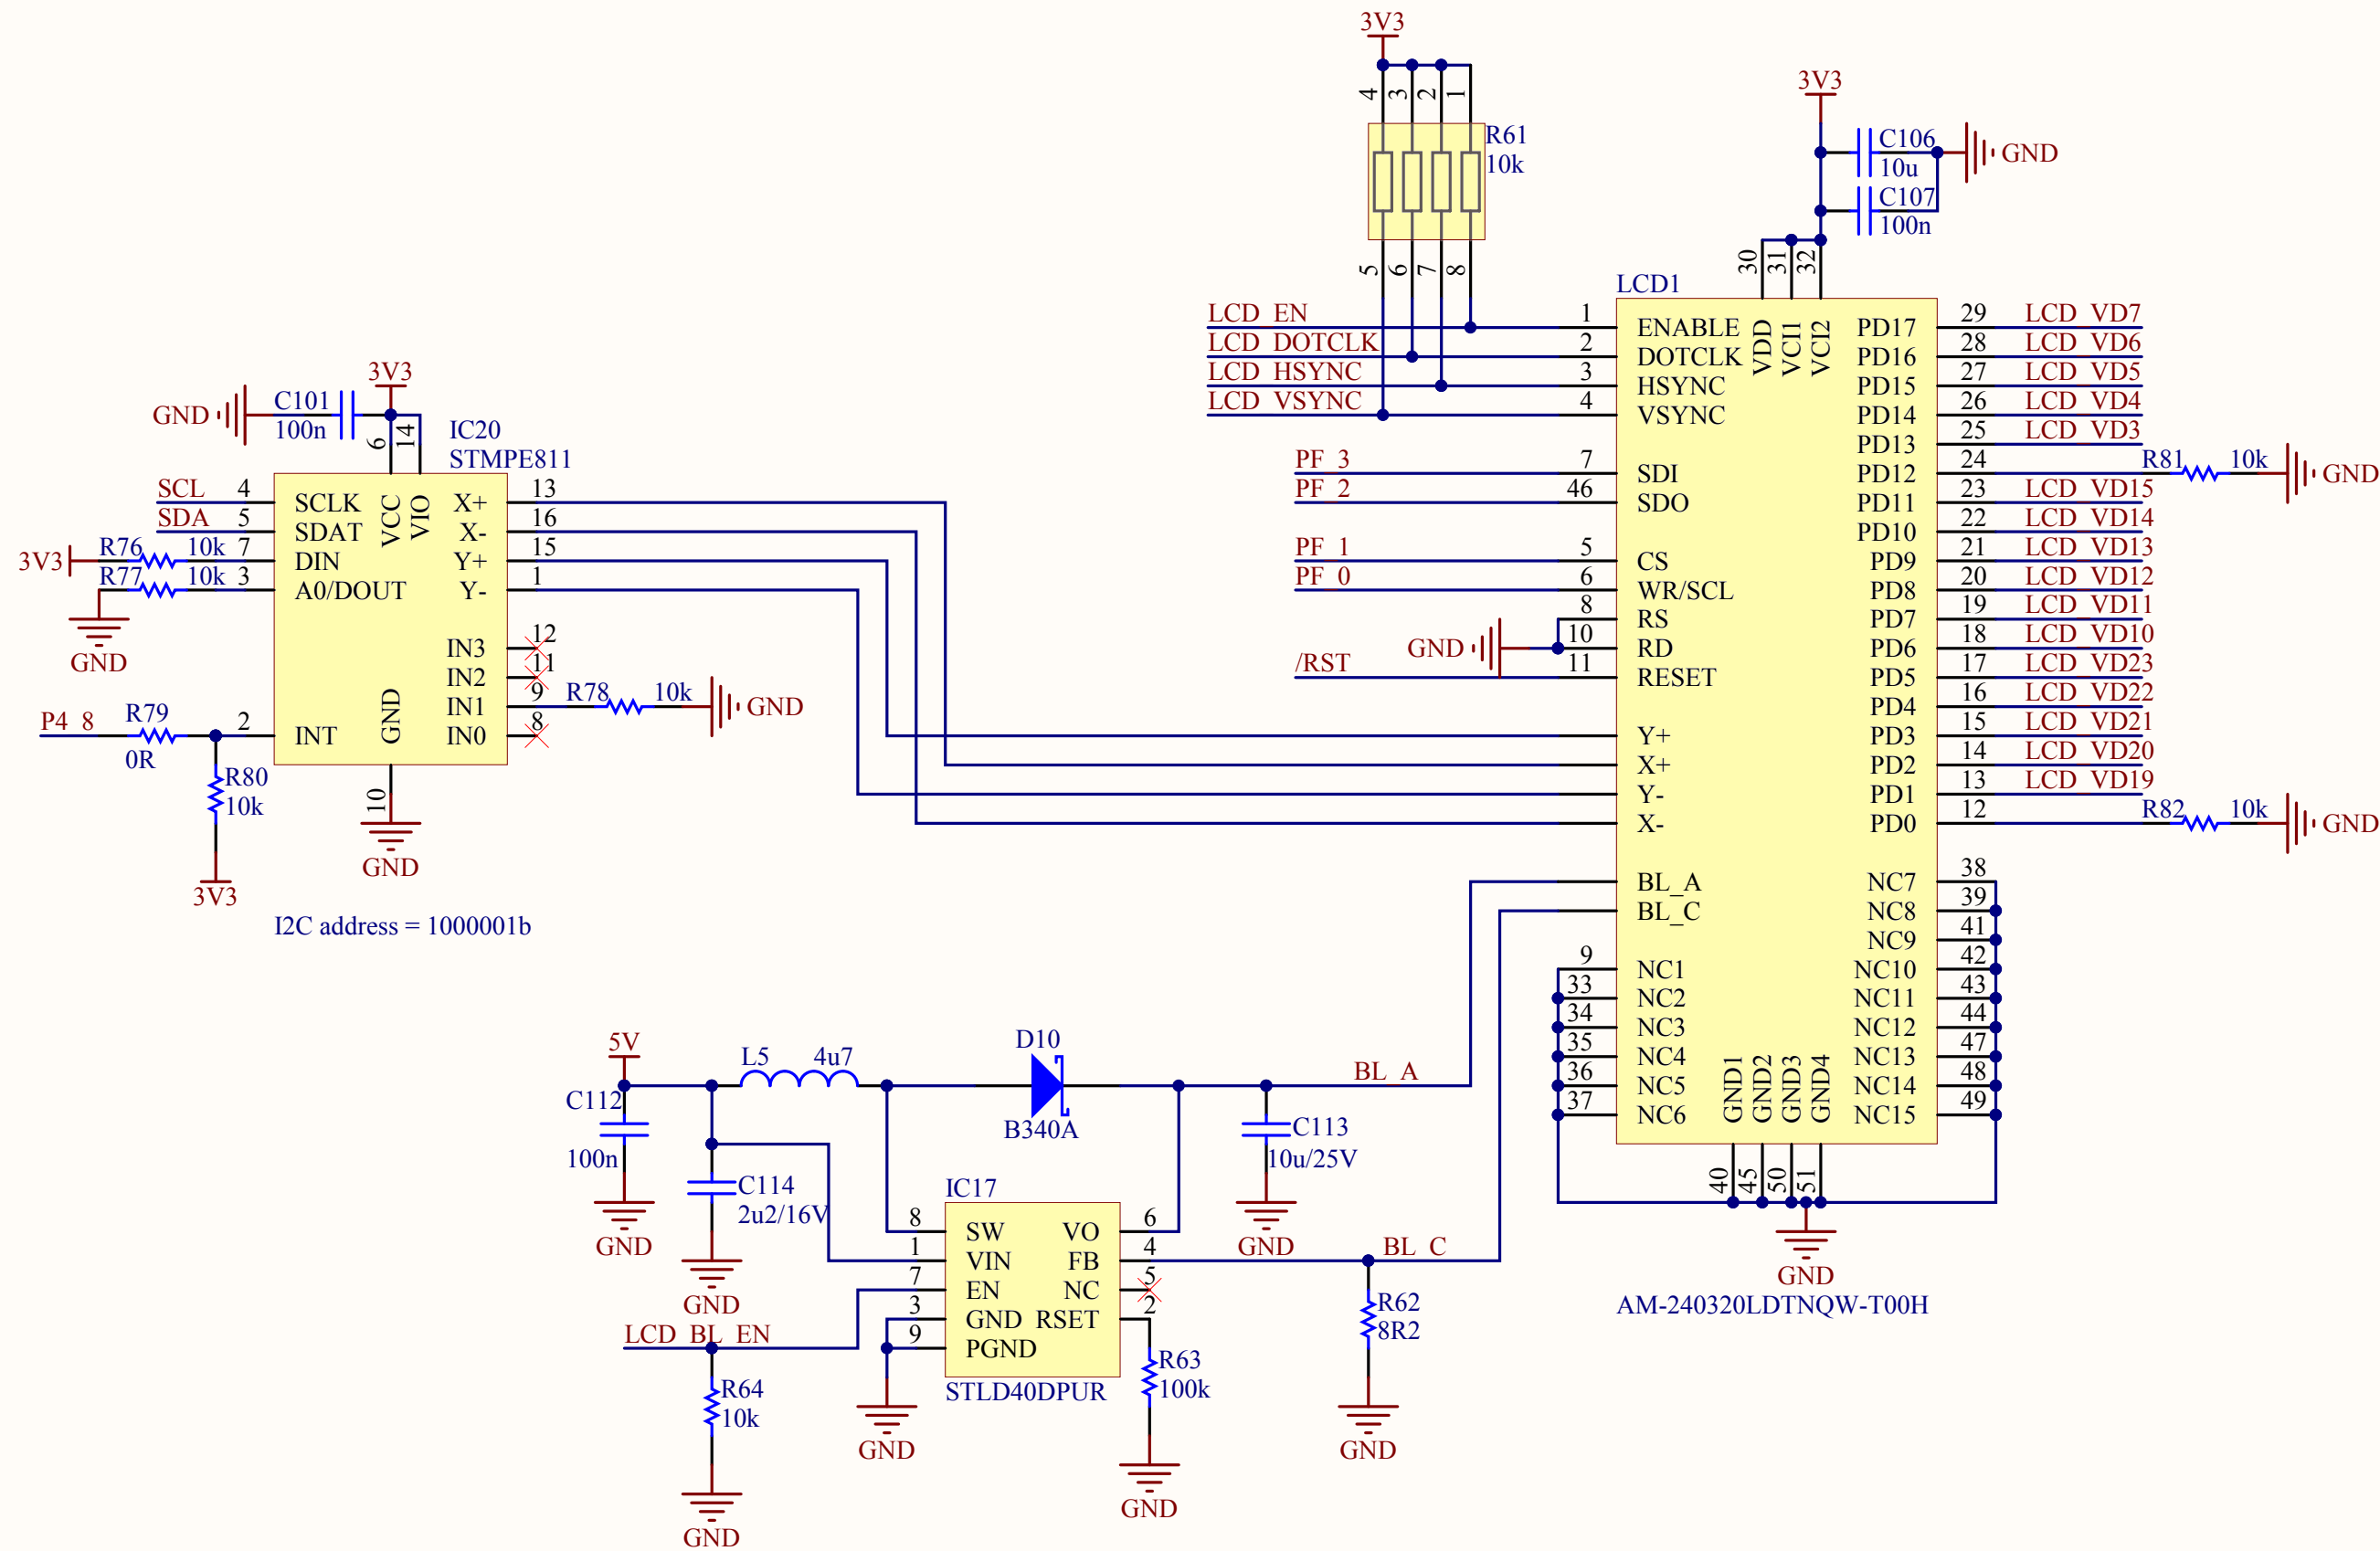 3V3
4
3
2
1
R61
10k
5
6
7
8
3V3
C106
10u
GND
C107
100n
30
31
32
LCD1
LCD_EN
1
ENABLE
LCD_DOTCLK
2
DOTCLK
LCD_HSYNC
3
HSYNC
LCD_VSYNC
4
VSYNC
PF_3
7
SDI
PF_2
46
SDO
PF_1
5
CS
PF_0
6
WR/SCL
8
RS
GND
10
RD
/RST
11
RESET
Y+
X+
Y-
X-
BL_A
BL_C
9
NC1
33
NC2
34
NC3
35
NC4
36
NC5
37
NC6
VDD
VCI1
VCI2
PD17
29
LCD_VD7
PD16
28
LCD_VD6
PD15
27
LCD_VD5
PD14
26
LCD_VD4
PD13
25
LCD_VD3
PD12
24
R81
10k
GND
PD11
23
LCD_VD15
PD10
22
LCD_VD14
PD9
21
LCD_VD13
PD8
20
LCD_VD12
PD7
19
LCD_VD11
PD6
18
LCD_VD10
PD5
17
LCD_VD23
PD4
16
LCD_VD22
PD3
15
LCD_VD21
PD2
14
LCD_VD20
PD1
13
LCD_VD19
PD0
12
R82
10k
GND
NC7
38
NC8
39
NC9
41
NC10
42
NC11
43
NC12
44
NC13
47
NC14
48
NC15
49
GND1
GND2
GND3
GND4
40
45
50
51
GND
AM-240320LDTNQW-T00H
3V3
GND
C101
100n
6
14
IC20
STMPE811
SCL
4
SCLK
SDA
5
SDAT
3V3
R76
10k
7
DIN
R77
10k
3
A0/DOUT
GND
P4_8
R79
0R
2
INT
R80
10k
3V3
VCC
VIO
GND
10
GND
X+
13
X-
16
Y+
15
Y-
1
IN3
12
IN2
11
IN1
9
R78
10k
GND
IN0
8
I2C address = 1000001b
5V
L5
4u7
D10
B340A
BL_A
C112
100n
GND
C114
2u2/16V
GND
C113
10u/25V
GND
IC17
8
SW
1
VIN
7
EN
3
GND
9
PGND
VO
6
FB
4
BL_C
NC
5
RSET
2
STLD40DPUR
LCD_BL_EN
R64
10k
GND
GND
R63
100k
GND
R62
8R2
GND